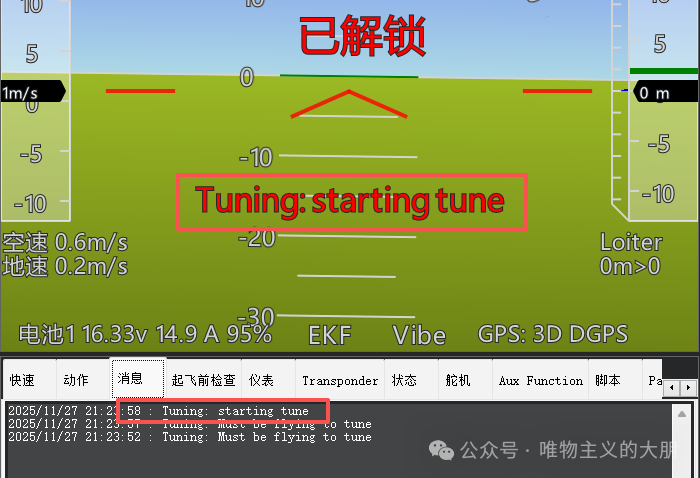 10
5
0
-5
-10
1m/s
已解锁
10
0
-10
-20
-30
5
0 m
-5
-10
Tuning: starting tune
空速 0.6m/s
地速 0.2m/s
Loiter
0m>0
电池1 16.33v 14.9 A 95%
EKF
Vibe
GPS: 3D DGPS
快速 动作 消息 起飞前检查 仪表 Transponder 状态 舵机 Aux Function 脚本 Pa
2025/11/27 21:23:58 : Tuning: starting tune
2025/11/27 21:23:57 : Tuning: Must be flying to tune
2025/11/27 21:23:52 : Tuning: Must be flying to tune
公众号 · 唯物主义的大朋